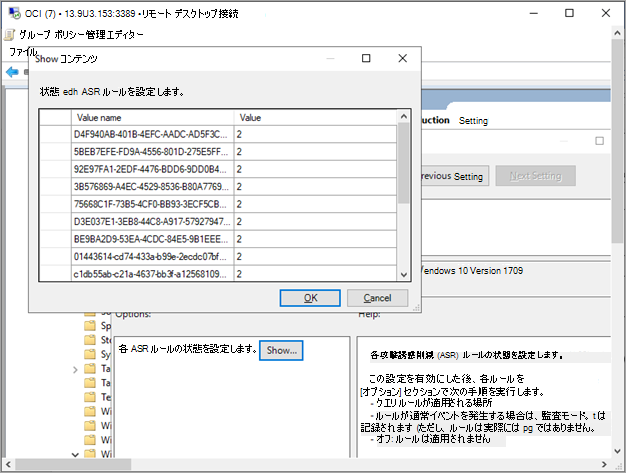 OCI (7) • 13.9U3.153:3389 • リモート デスクトップ接続
グループ ポリシー管理エディター
ファイル
Show コンテンツ
状態 edh ASR ルールを設定します。
Value name Value
D4F940AB-401B-4EFC-AADC-AD5F3C... 2
5BEB7EFE-FD9A-4556-801D-275E5FF... 2
92E97FA1-2EDF-4476-BDD6-9DD0B4... 2
3B576869-A4EC-4529-8536-B80A7769... 2
75668C1F-73B5-4CF0-BB93-3ECF5CB... 2
D3E037E1-3EB8-44C8-A917-57927947... 2
BE9BA2D9-53EA-4CDC-84E5-9B1EEE... 2
01443614-cd74-433a-b99e-2ecdc07bf... 2
c1db55ab-c21a-4637-bb3f-a12568109... 2
OK Cancel
uction Setting
revious Setting Next Setting
Windows 10 Version 1709
Options: Help:
各 ASR ルールの状態を設定します。 Show...
So
Sp
Ste
Sy
Ta
Ta
Te
Wi
Wi
Wi
Wi
各攻撃誘惑削減 (ASR) ルールの状態を設定します。
この設定を有効にした後、各ルールを
[オプション] セクションで次の手順を実行します。
- クエリ ルールが適用される場所
- ルールが通常イベントを発生する場合は、監査モード。t は
記録されます (ただし、ルールは実際には pg ではありません。
- オフ: ルールは適用されません